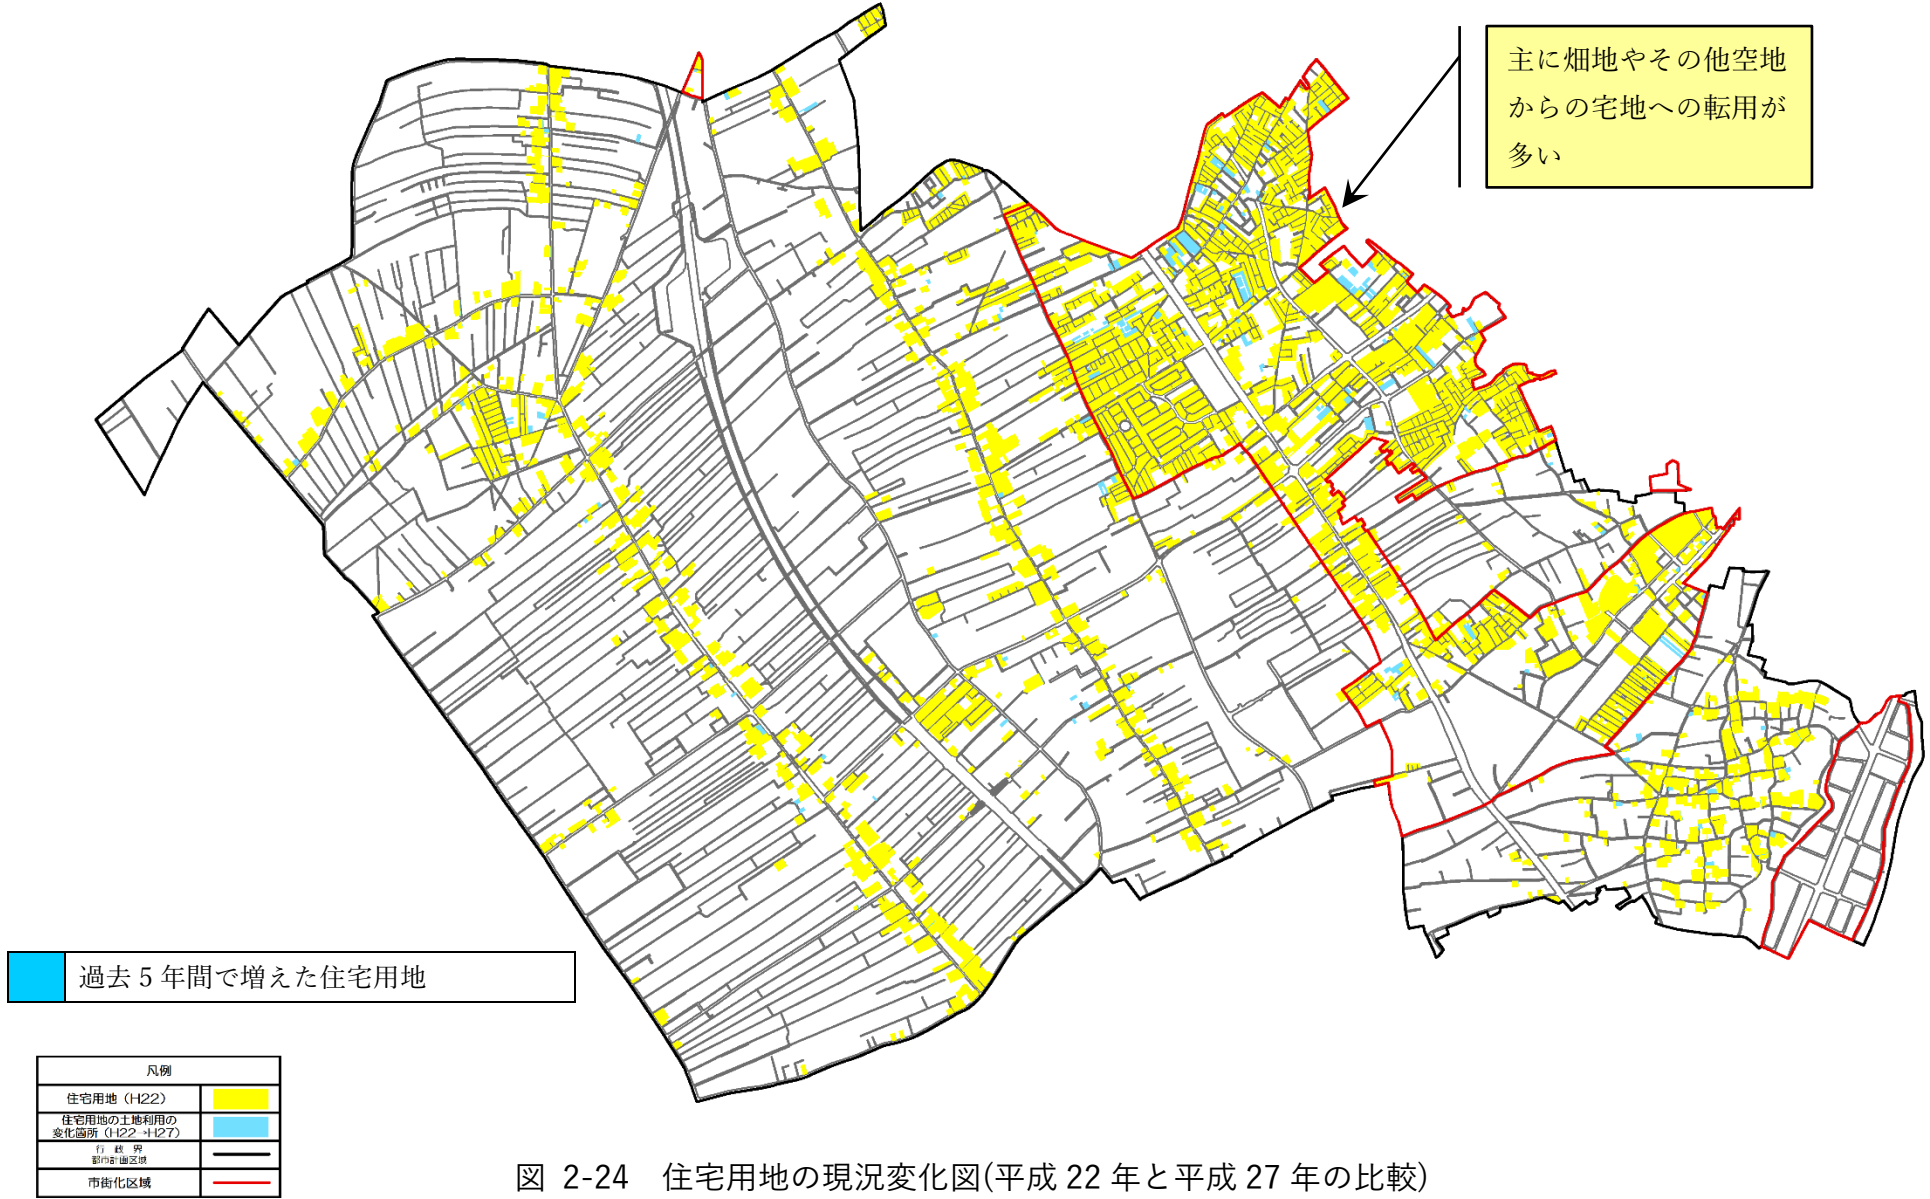 主に畑地やその他空地
からの宅地への転用が
多い
過去 5 年間で増えた住宅用地
凡例
住宅用地（H22）
住宅用地の土地利用の
変化箇所（H22→H27）
行 政 界
都市計画区域
市街化区域
図 2-24 住宅用地の現況変化図(平成 22 年と平成 27 年の比較)